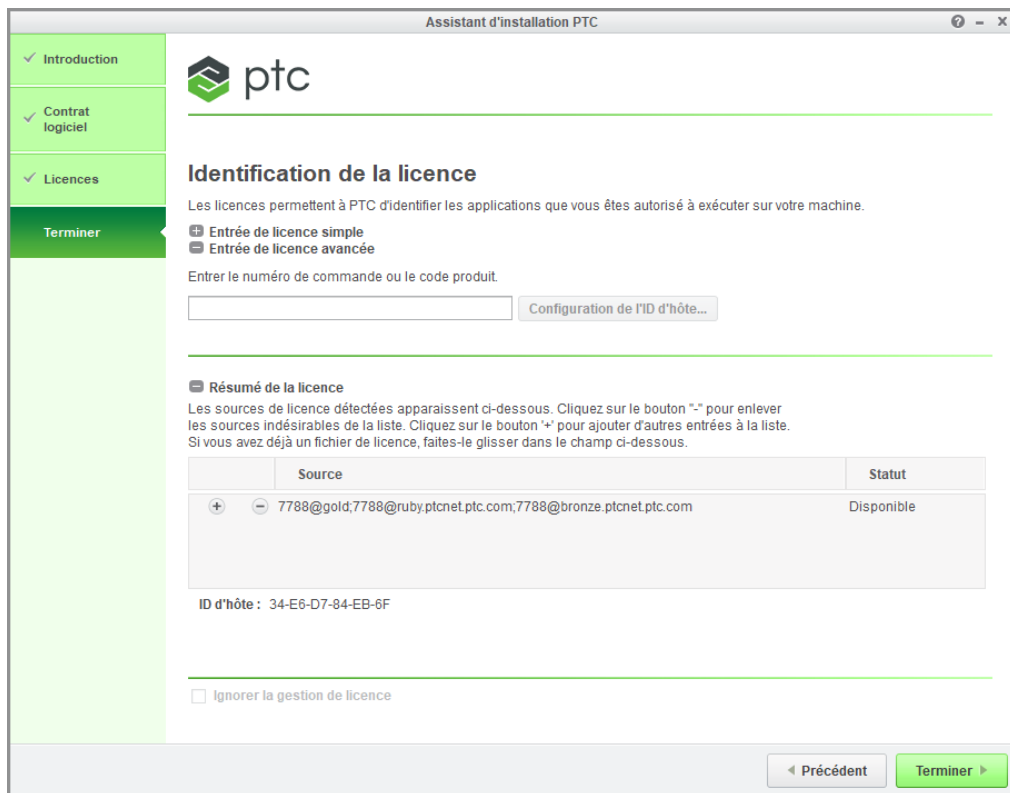 Assistant d'installation PTC
Introduction
Contrat
logiciel
Licences
Terminer
ptc
Identification de la licence
Les licences permettent à PTC d'identifier les applications que vous êtes autorisé à exécuter sur votre machine.
Entrée de licence simple
Entrée de licence avancée
Entrer le numéro de commande ou le code produit.
Configuration de l'ID d'hôte...
Résumé de la licence
Les sources de licence détectées apparaissent ci-dessous. Cliquez sur le bouton "-" pour enlever
les sources indésirables de la liste. Cliquez sur le bouton '+' pour ajouter d'autres entrées à la liste.
Si vous avez déjà un fichier de licence, faites-le glisser dans le champ ci-dessous.
Source Statut
7788@gold;7788@ruby.ptcnet.ptc.com;7788@bronze.ptcnet.ptc.com Disponible
ID d'hôte : 34-E6-D7-84-EB-6F
Ignorer la gestion de licence
Précédent Terminer